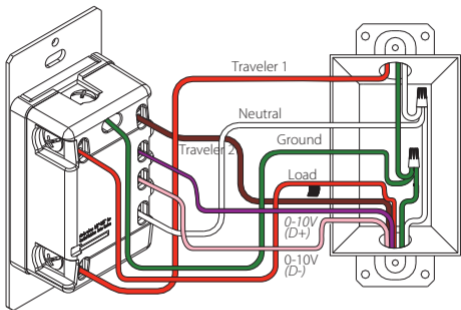 Traveler 1
Neutral
Traveler 2
Ground
Load
0-10V
(D+)
0-10V
(D-)